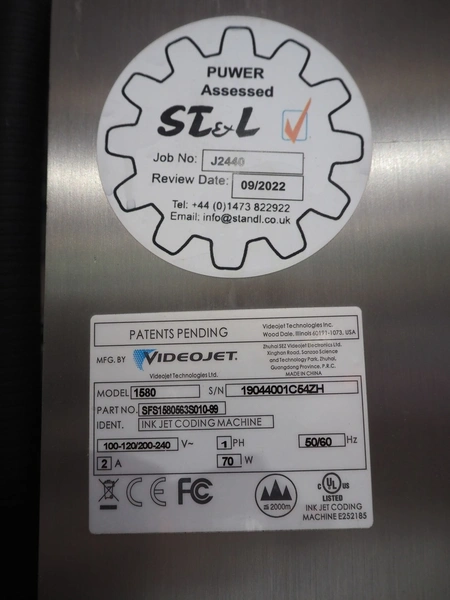 PUWER
Assessed
ST&L
Job No: J2440
Review Date: 09/2022
Tel: +44 (0)1473 822922
Email: info@standl.co.uk
PATENTS PENDING
Videojet Technologies Inc.
Wood Dale, Illinois 60191-1073, USA
MFG. BY VIDEOJET.
Videojet Technologies Ltd.
Zhuhai SEZ Videojet Electronics Ltd.
Xinghan Road, Sanzao Science
and Technology Park, Zhuhai,
Guangdong Province, P.R.C.
MADE IN CHINA
MODEL 1580 S/N 19044001C54ZH
PART NO. SFS1580563S010-99
IDENT. INK JET CODING MACHINE
100-120/200-240 V~ 1 PH 50/60 Hz
2 A 70 W
CE FC ≤ 2000m
c UL us
LISTED
INK JET CODING
MACHINE E252185